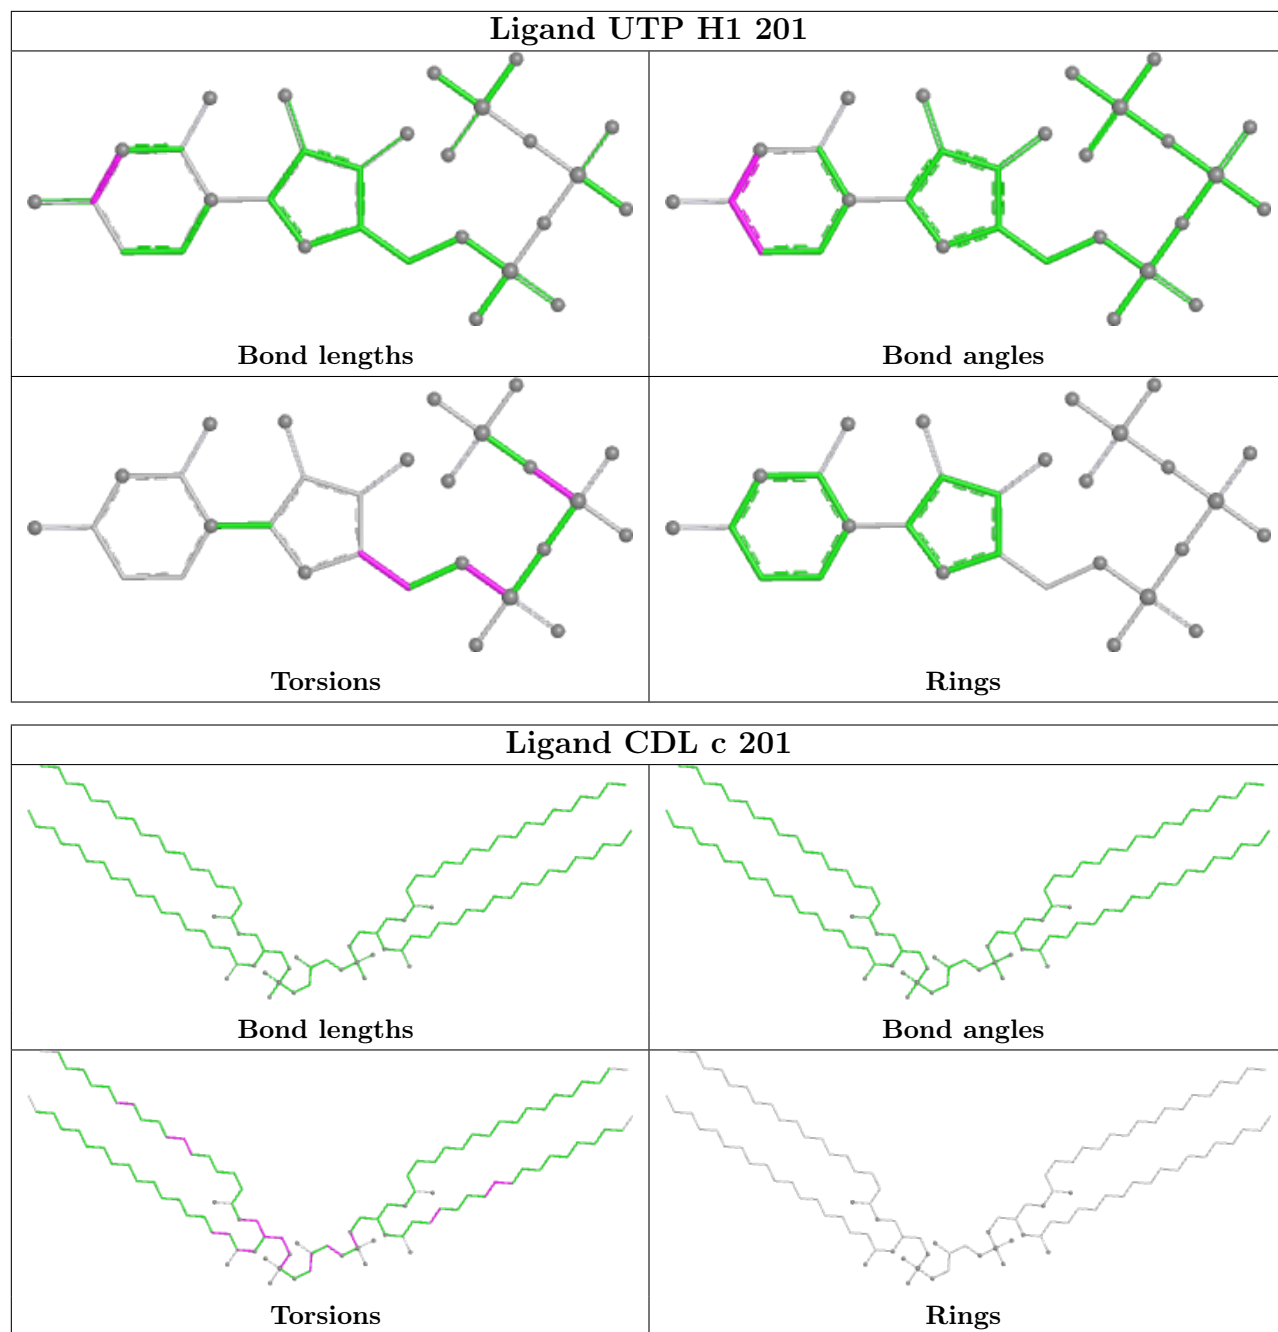 Ligand UTP H1 201
Bond lengths
Bond angles
Torsions
Rings
Ligand CDL c 201
Bond lengths
Bond angles
Torsions
Rings